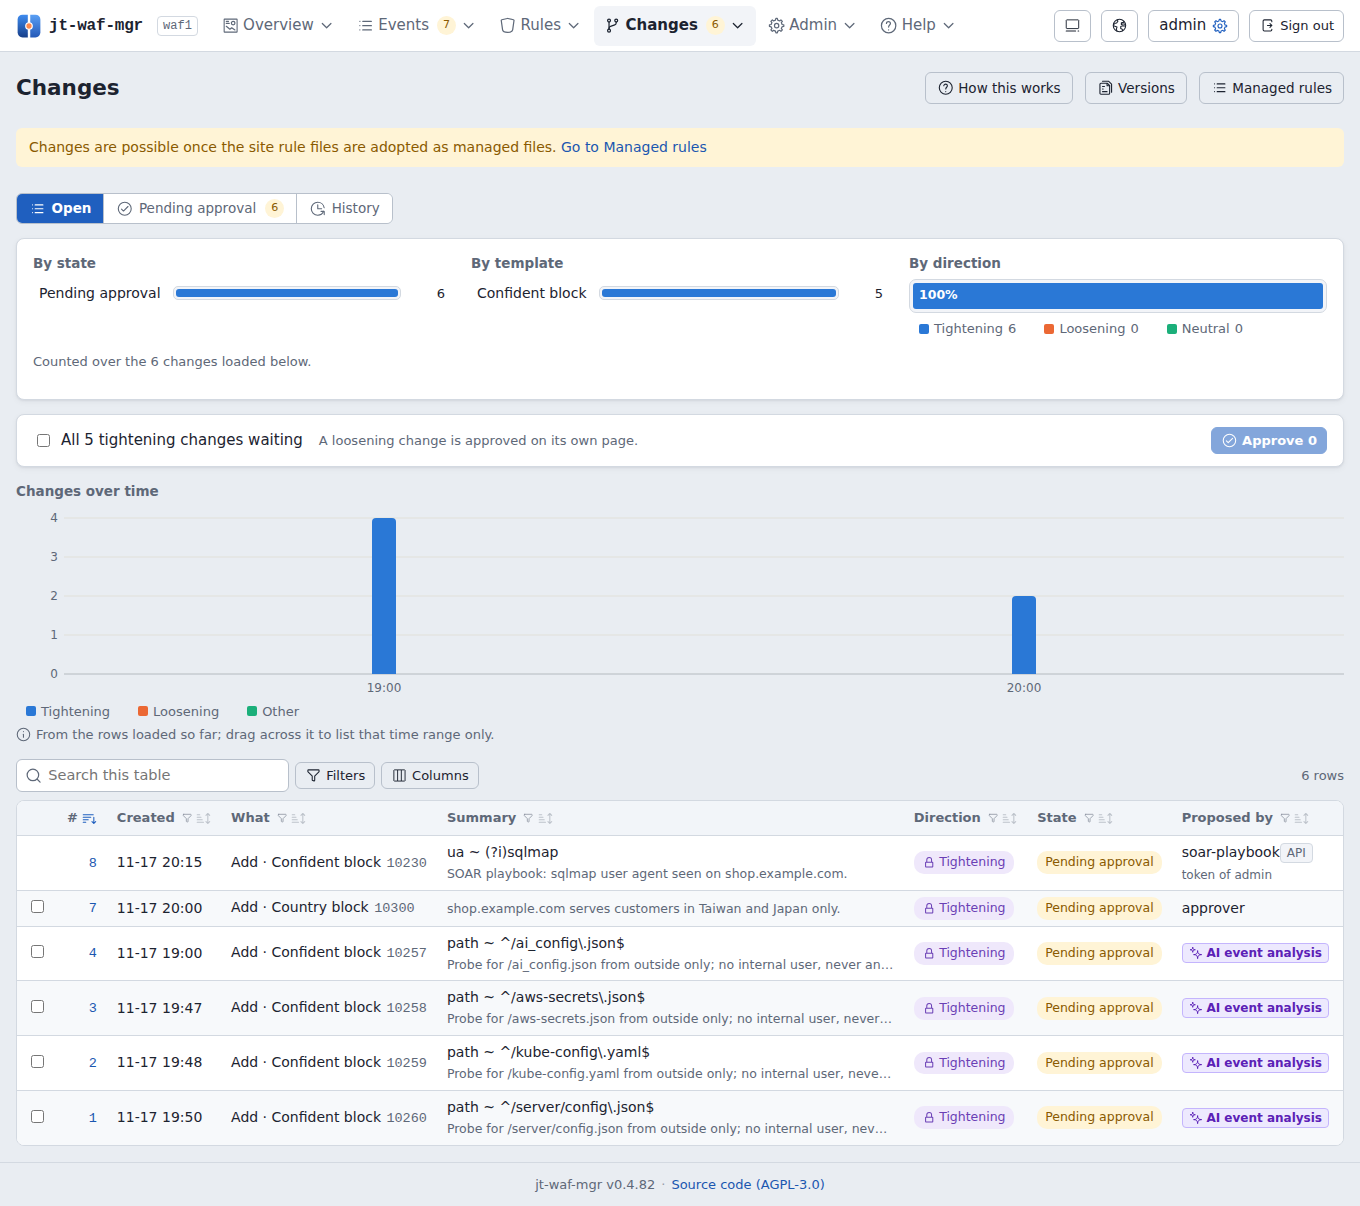 jt-waf-mgr waf1 Overview Events 7 Rules Changes 6 Admin Help admin Sign out
Changes How this works Versions Managed rules
Changes are possible once the site rule files are adopted as managed files. Go to Managed rules
Open Pending approval 6 History
By state By template By direction
Pending approval 6 Confident block 5 100%
Tightening 6 Loosening 0 Neutral 0
Counted over the 6 changes loaded below.
All 5 tightening changes waiting A loosening change is approved on its own page. Approve 0
Changes over time
4
3
2
1
0
19:00 20:00
Tightening Loosening Other
From the rows loaded so far; drag across it to list that time range only.
Search this table Filters Columns 6 rows
# Created What Summary Direction State Proposed by
8 11-17 20:15 Add · Confident block 10230 ua ~ (?i)sqlmap Tightening Pending approval soar-playbook API
SOAR playbook: sqlmap user agent seen on shop.example.com. token of admin
7 11-17 20:00 Add · Country block 10300 shop.example.com serves customers in Taiwan and Japan only. Tightening Pending approval approver
4 11-17 19:00 Add · Confident block 10257 path ~ ^/ai_config\.json$ Tightening Pending approval AI event analysis
Probe for /ai_config.json from outside only; no internal user, never an…
3 11-17 19:47 Add · Confident block 10258 path ~ ^/aws-secrets\.json$ Tightening Pending approval AI event analysis
Probe for /aws-secrets.json from outside only; no internal user, never…
2 11-17 19:48 Add · Confident block 10259 path ~ ^/kube-config\.yaml$ Tightening Pending approval AI event analysis
Probe for /kube-config.yaml from outside only; no internal user, neve…
1 11-17 19:50 Add · Confident block 10260 path ~ ^/server/config\.json$ Tightening Pending approval AI event analysis
Probe for /server/config.json from outside only; no internal user, nev…
jt-waf-mgr v0.4.82 · Source code (AGPL-3.0)